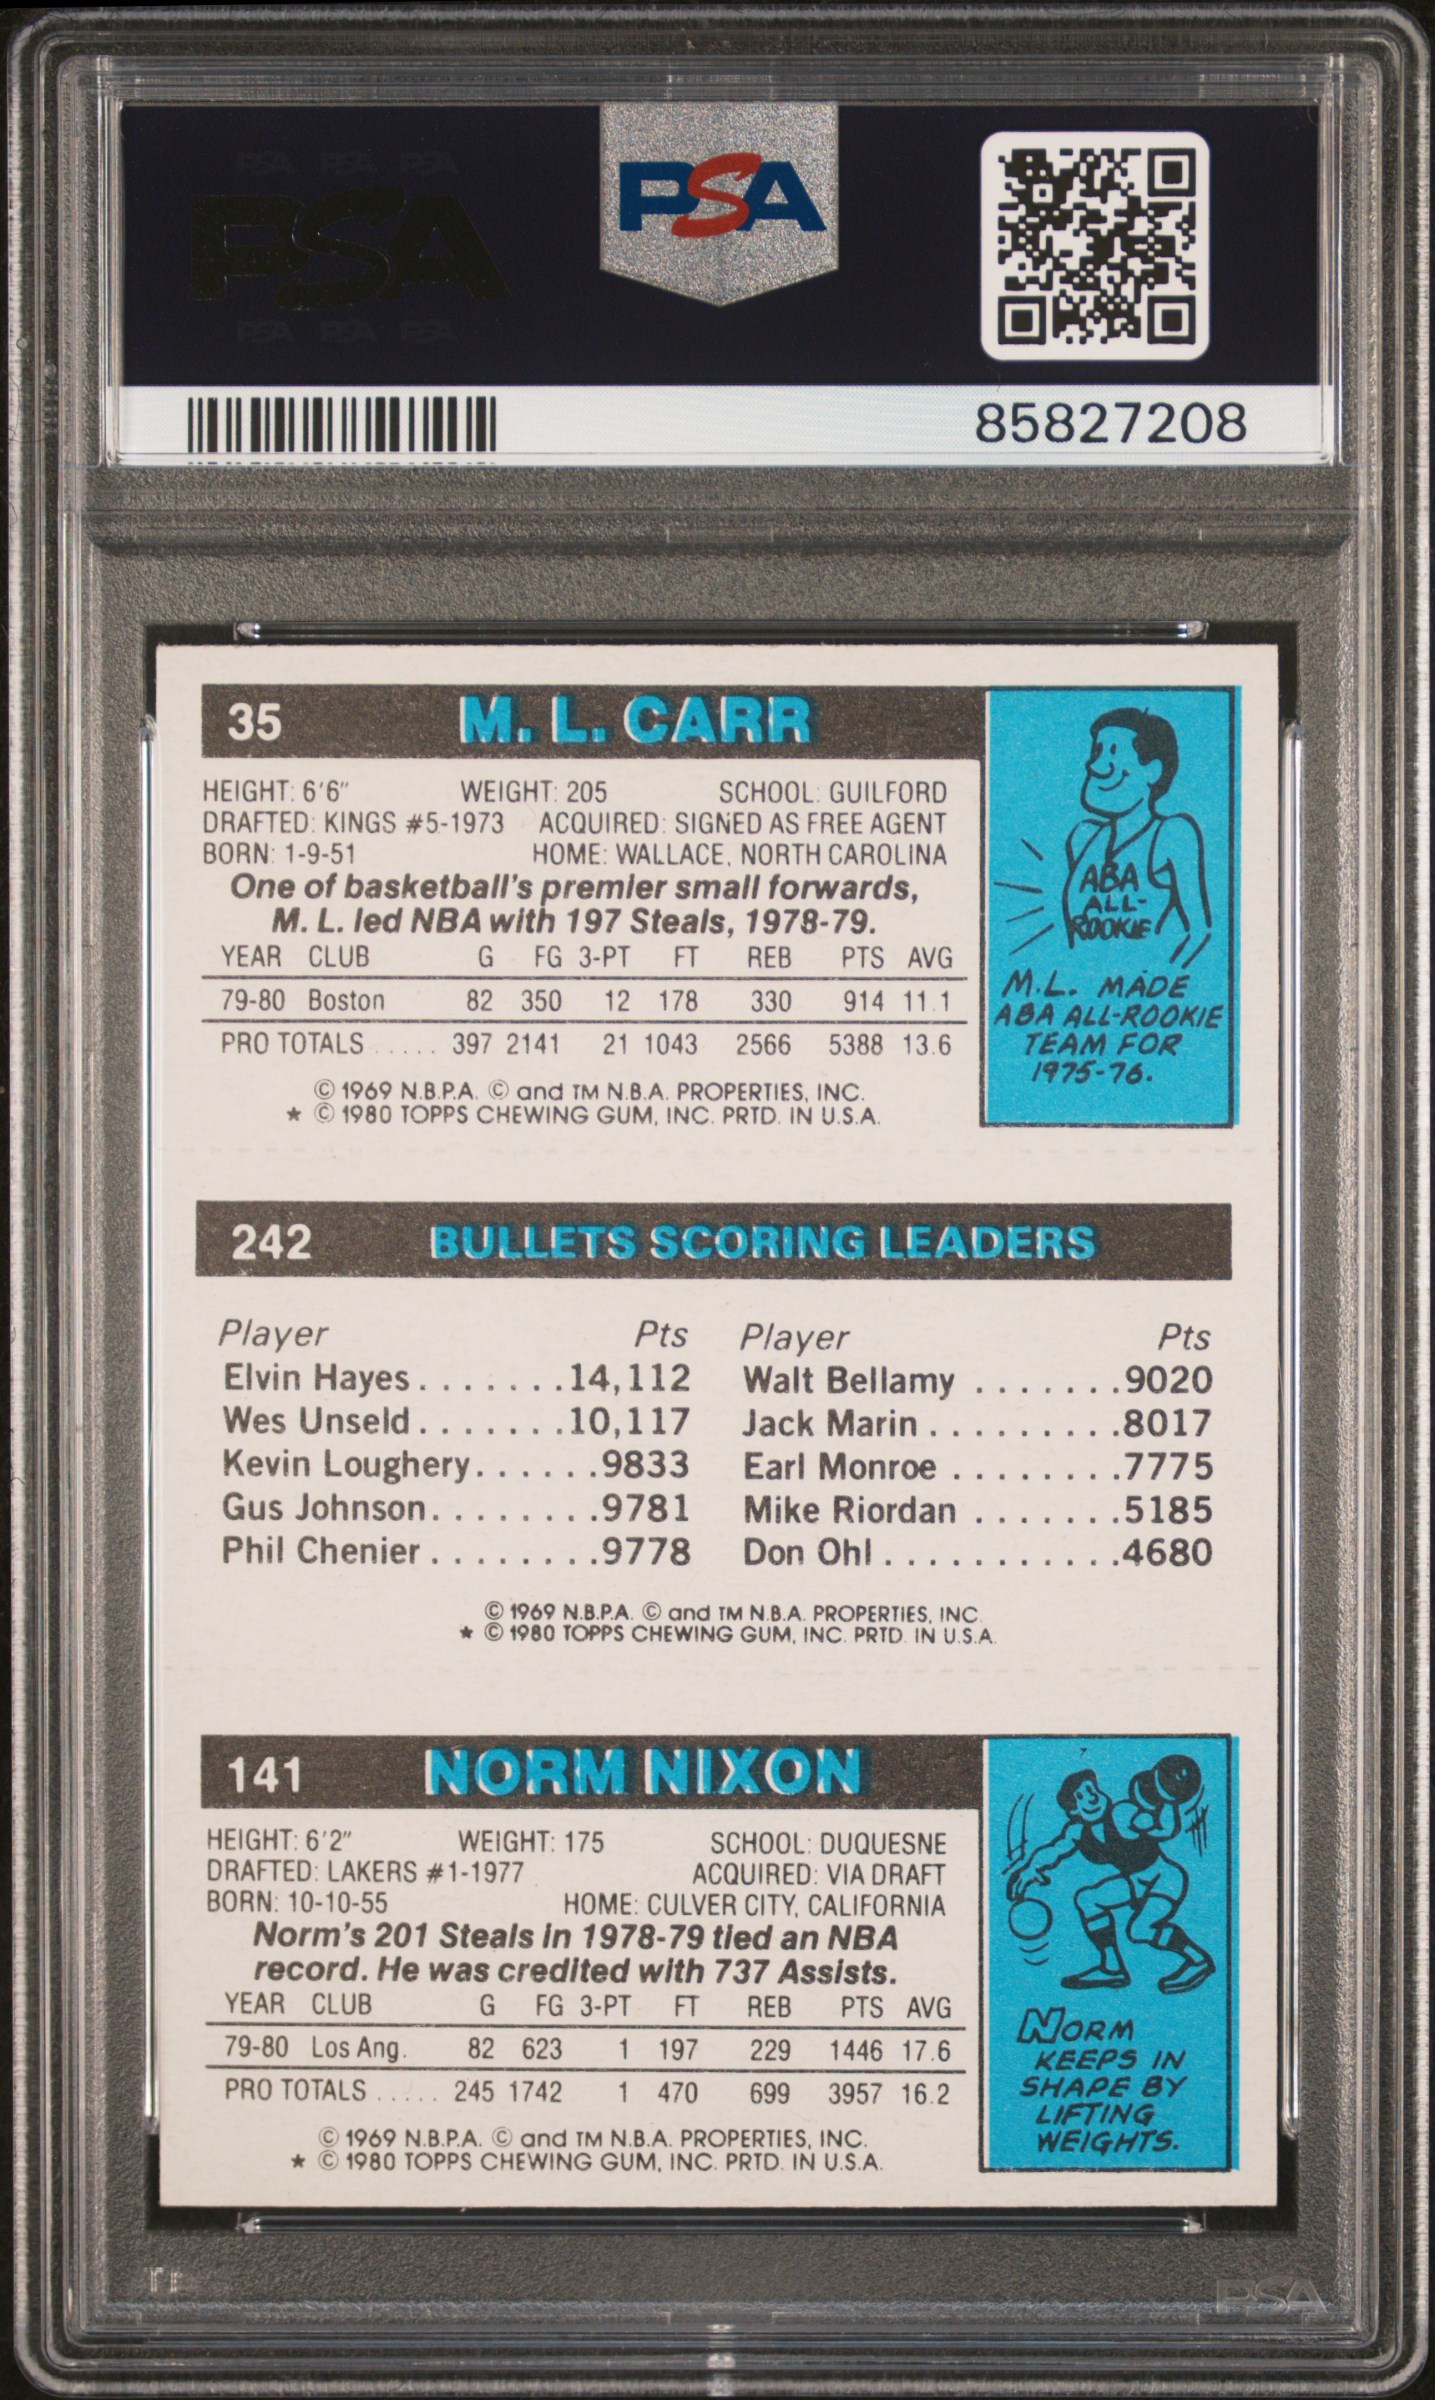 PSA PSA PSA
PSA
PSA PSA PSA
PSA
85827208
35 M. L. CARR
HEIGHT: 6'6" WEIGHT: 205 SCHOOL: GUILFORD
DRAFTED: KINGS #5-1973 ACQUIRED: SIGNED AS FREE AGENT
BORN: 1-9-51 HOME: WALLACE, NORTH CAROLINA
One of basketball's premier small forwards,
M. L. led NBA with 197 Steals, 1978-79.
YEAR CLUB G FG 3-PT FT REB PTS AVG
79-80 Boston 82 350 12 178 330 914 11.1
PRO TOTALS ..... 397 2141 21 1043 2566 5388 13.6
© 1969 N.B.P.A. © and TM N.B.A. PROPERTIES, INC.
* © 1980 TOPPS CHEWING GUM, INC. PRTD. IN U.S.A.
ABA
ALL-
ROOKIE
M.L. MADE
ABA ALL-ROOKIE
TEAM FOR
1975-76.
242 BULLETS SCORING LEADERS
Player Pts Player Pts
Elvin Hayes.......14,112 Walt Bellamy .......9020
Wes Unseld.......10,117 Jack Marin.........8017
Kevin Loughery......9833 Earl Monroe ........7775
Gus Johnson........9781 Mike Riordan .......5185
Phil Chenier........9778 Don Ohl...........4680
© 1969 N.B.P.A. © and TM N.B.A. PROPERTIES, INC.
* © 1980 TOPPS CHEWING GUM, INC. PRTD. IN U.S.A.
141 NORM NIXON
HEIGHT: 6'2" WEIGHT: 175 SCHOOL: DUQUESNE
DRAFTED: LAKERS #1-1977 ACQUIRED: VIA DRAFT
BORN: 10-10-55 HOME: CULVER CITY, CALIFORNIA
Norm's 201 Steals in 1978-79 tied an NBA
record. He was credited with 737 Assists.
YEAR CLUB G FG 3-PT FT REB PTS AVG
79-80 Los Ang. 82 623 1 197 229 1446 17.6
PRO TOTALS ..... 245 1742 1 470 699 3957 16.2
© 1969 N.B.P.A. © and TM N.B.A. PROPERTIES, INC.
* © 1980 TOPPS CHEWING GUM, INC. PRTD. IN U.S.A.
NORM
KEEPS IN
SHAPE BY
LIFTING
WEIGHTS.
PSA